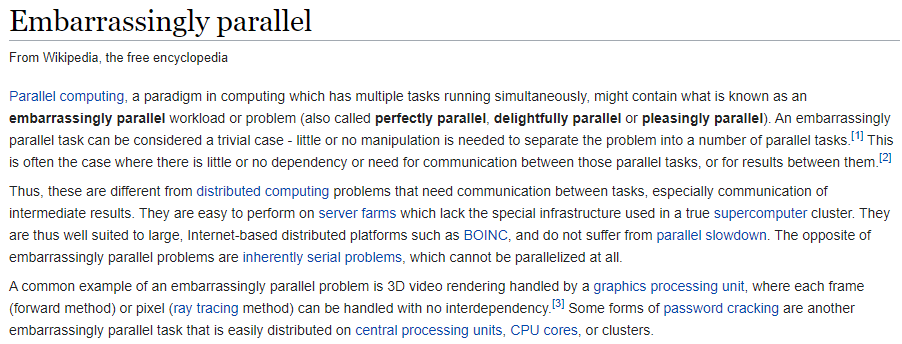 Embarrassingly parallel
From Wikipedia, the free encyclopedia
Parallel computing, a paradigm in computing which has multiple tasks running simultaneously, might contain what is known as an
embarrassingly parallel workload or problem (also called perfectly parallel, delightfully parallel or pleasingly parallel). An embarrassingly
parallel task can be considered a trivial case - little or no manipulation is needed to separate the problem into a number of parallel tasks.[1] This
is often the case where there is little or no dependency or need for communication between those parallel tasks, or for results between them.[2]
Thus, these are different from distributed computing problems that need communication between tasks, especially communication of
intermediate results. They are easy to perform on server farms which lack the special infrastructure used in a true supercomputer cluster. They
are thus well suited to large, Internet-based distributed platforms such as BOINC, and do not suffer from parallel slowdown. The opposite of
embarrassingly parallel problems are inherently serial problems, which cannot be parallelized at all.
A common example of an embarrassingly parallel problem is 3D video rendering handled by a graphics processing unit, where each frame
(forward method) or pixel (ray tracing method) can be handled with no interdependency.[3] Some forms of password cracking are another
embarrassingly parallel task that is easily distributed on central processing units, CPU cores, or clusters.